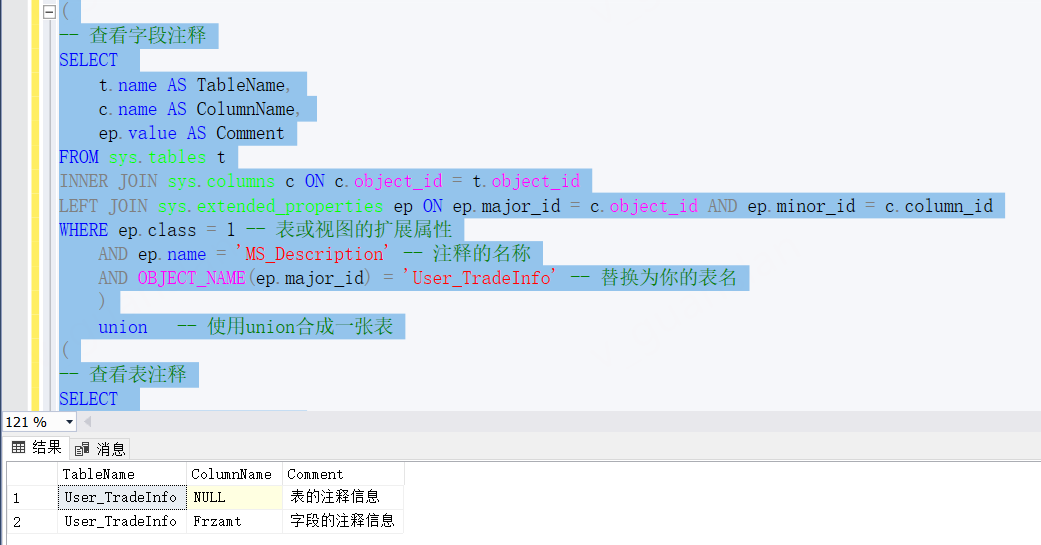 (
-- 查看字段注释
SELECT
t.name AS TableName,
c.name AS ColumnName,
ep.value AS Comment
FROM sys.tables t
INNER JOIN sys.columns c ON c.object_id = t.object_id
LEFT JOIN sys.extended_properties ep ON ep.major_id = c.object_id AND ep.minor_id = c.column_id
WHERE ep.class = 1 -- 表或视图的扩展属性
AND ep.name = 'MS_Description' -- 注释的名称
AND OBJECT_NAME(ep.major_id) = 'User_TradeInfo' -- 替换为你的表名
)
union -- 使用union合成一张表
(
-- 查看表注释
SELECT
121 %
结果 消息
TableName ColumnName Comment
1 User_TradeInfo NULL 表的注释信息
2 User_TradeInfo Frzamt 字段的注释信息